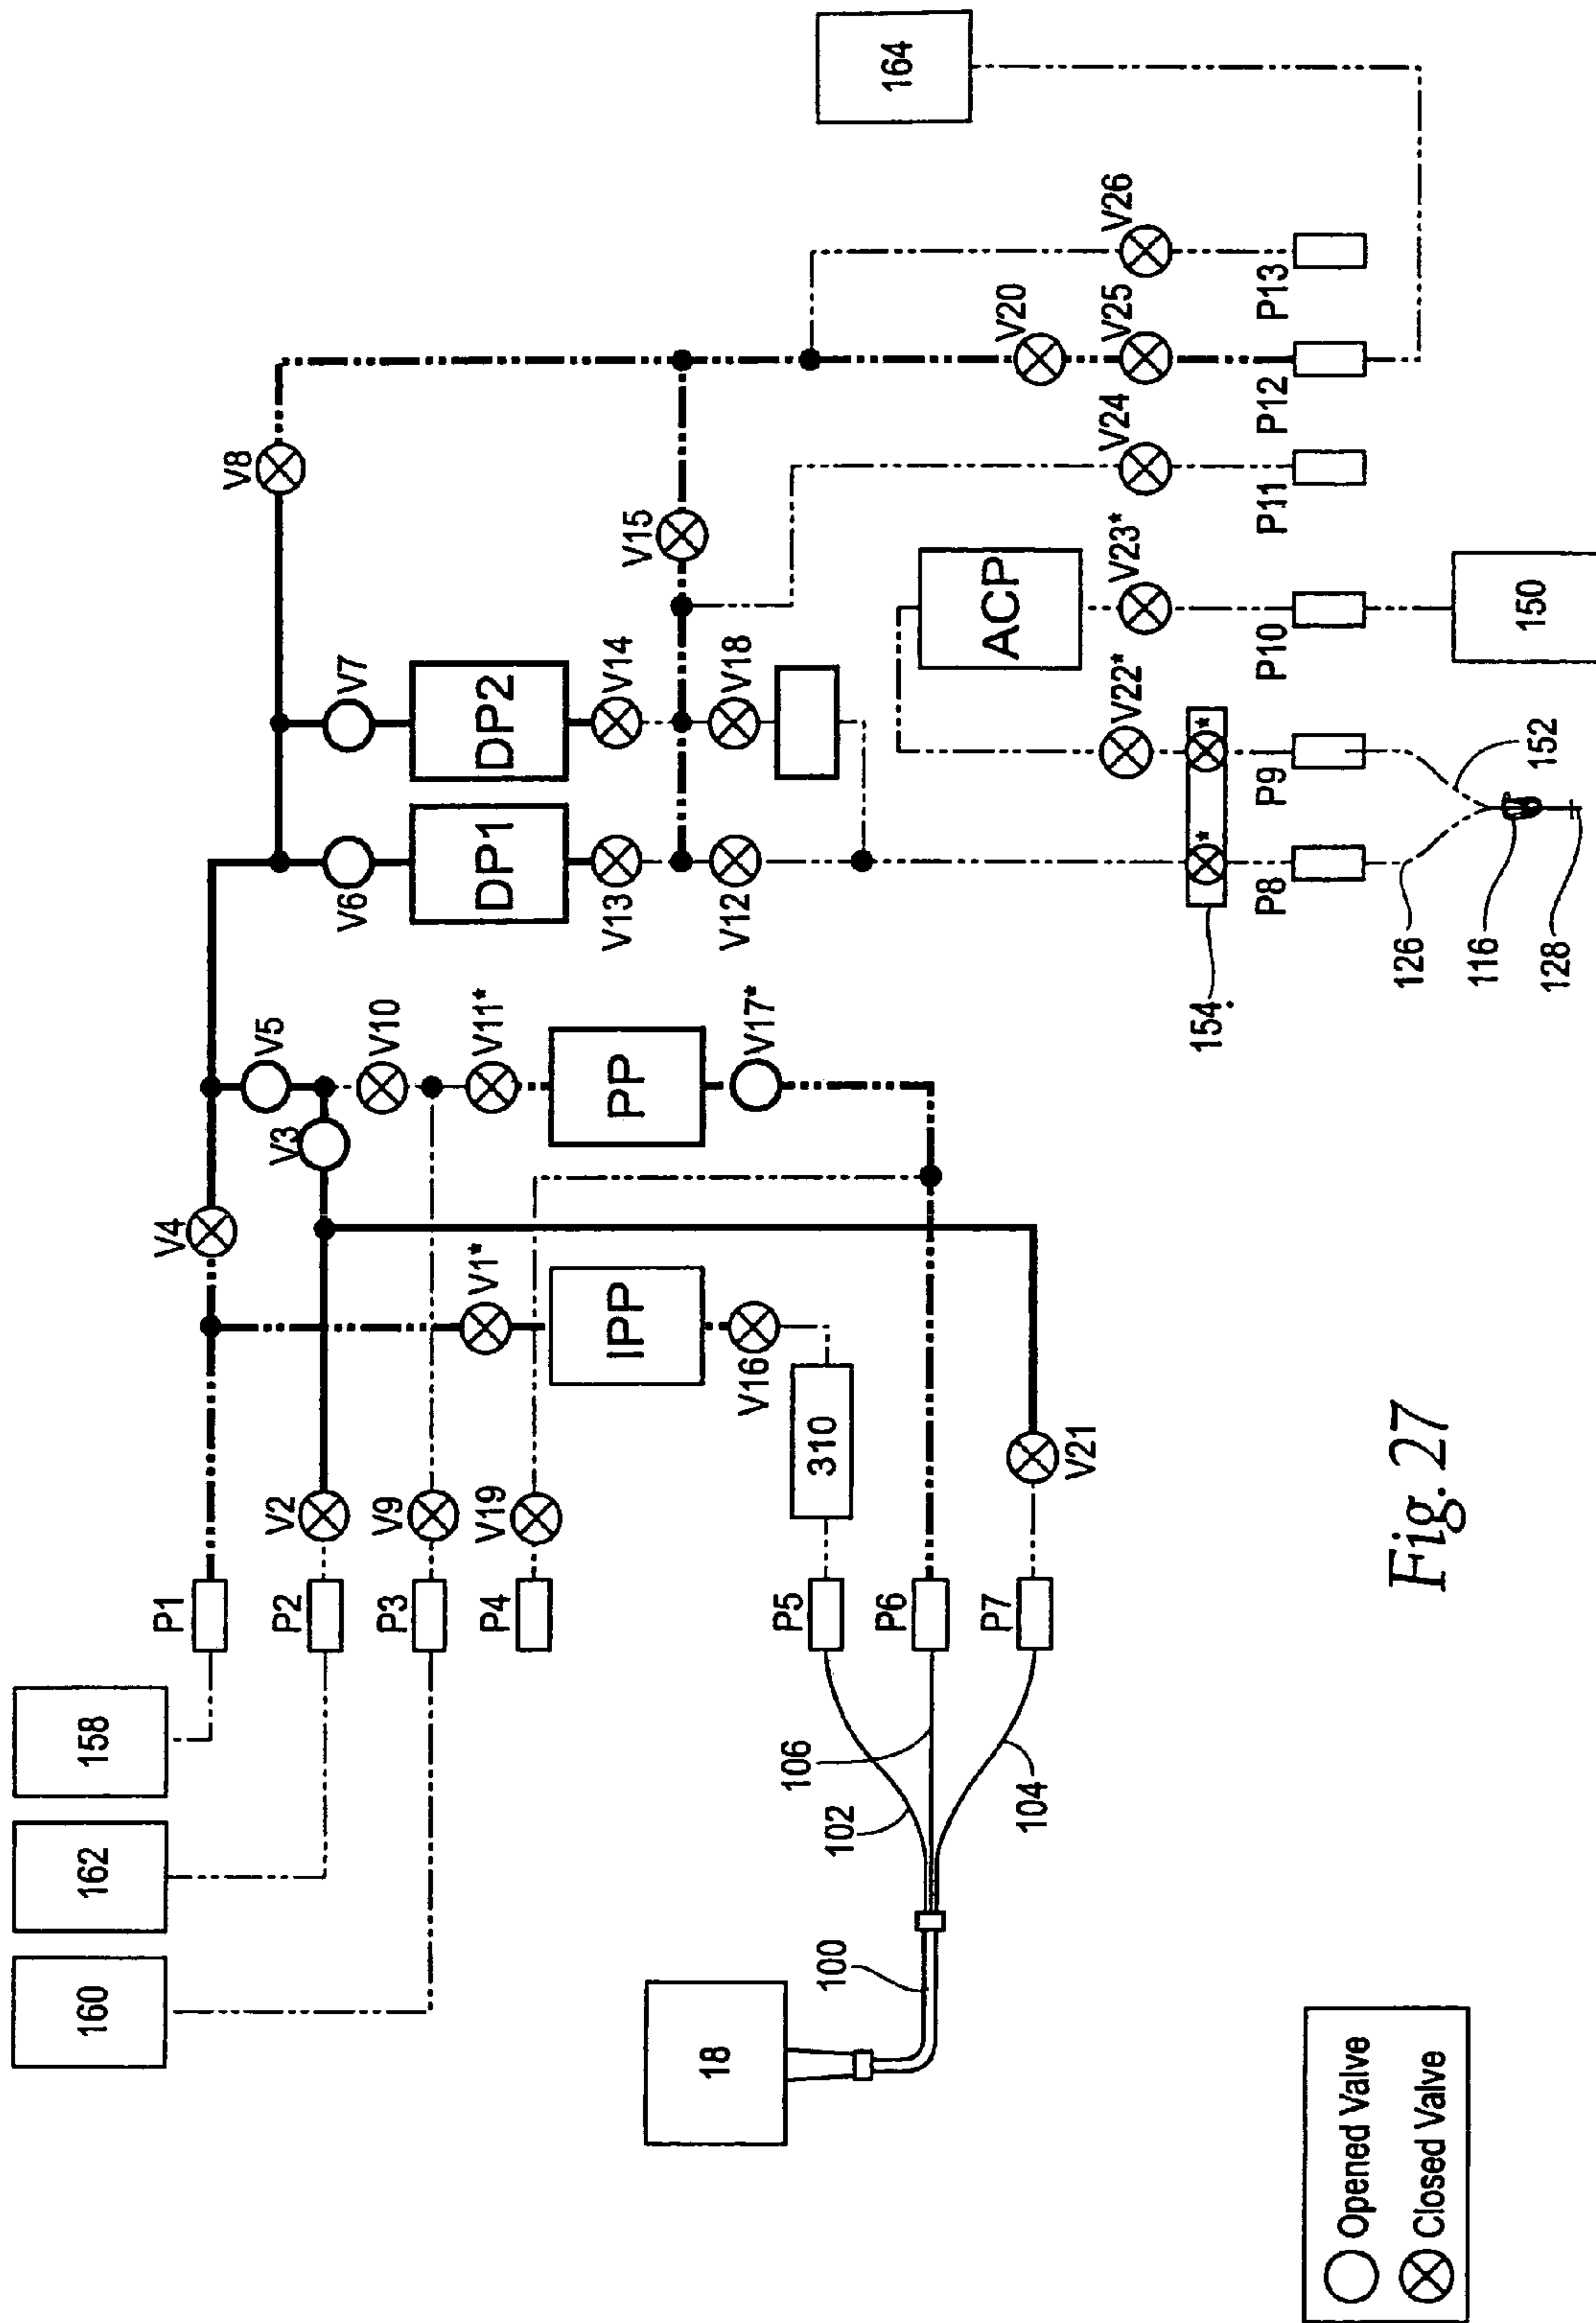 160
162
158
P1
P2
P3
P4
V2
V9
V19
V4
V1*
IPP
V16
310
P5
P6
P7
V21
102
106
104
100
18
V5
V3
V10
V11*
PP
V17*
V8
V6
V7
DP1
DP2
V13
V14
V15
V12
V18
ACP
V22*
V23*
V24
V20
V25
V26
*
*
154
P8
P9
P10
P11
P12
P13
126
116
128
152
150
164
Opened Valve
Closed Valve
Fig. 27